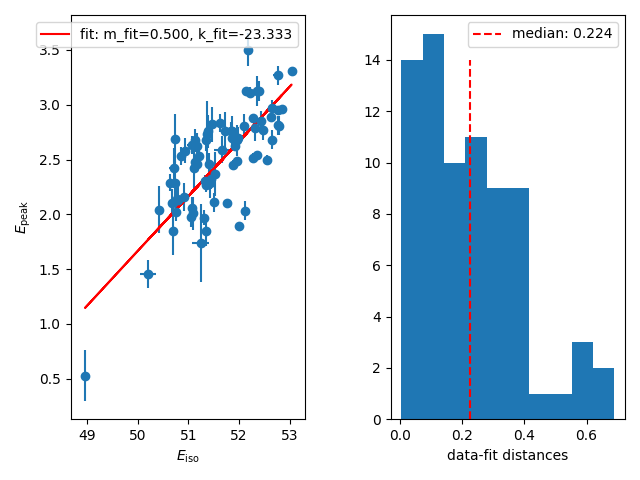 fit: m_fit=0.500, k_fit=-23.333
3.5
3.0
2.5
2.0
1.5
1.0
0.5
E_peak
49 50 51 52 53
E_iso
median: 0.224
14
12
10
8
6
4
2
0
0.0 0.2 0.4 0.6
data-fit distances